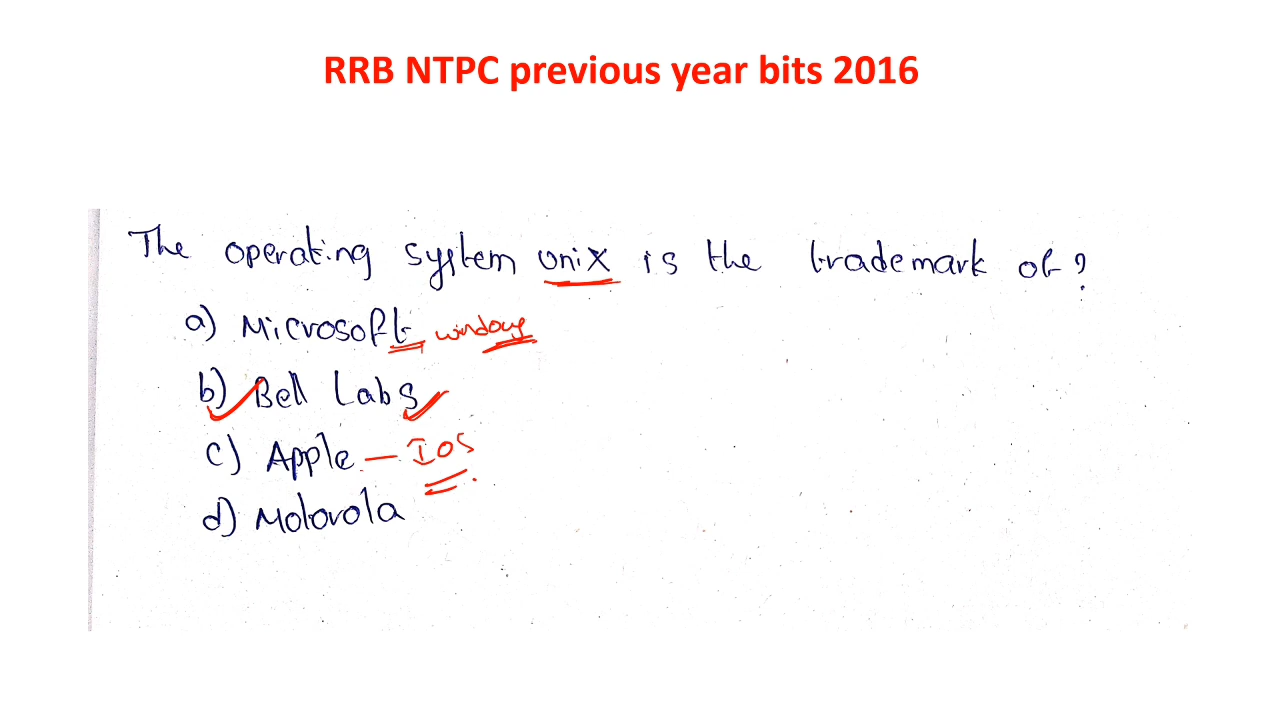 RRB NTPC previous year bits 2016
The operating system unix is the trademark of?
a) Microsoft windows
b) Bell Labs
c) Apple - IOS
d) Motorola